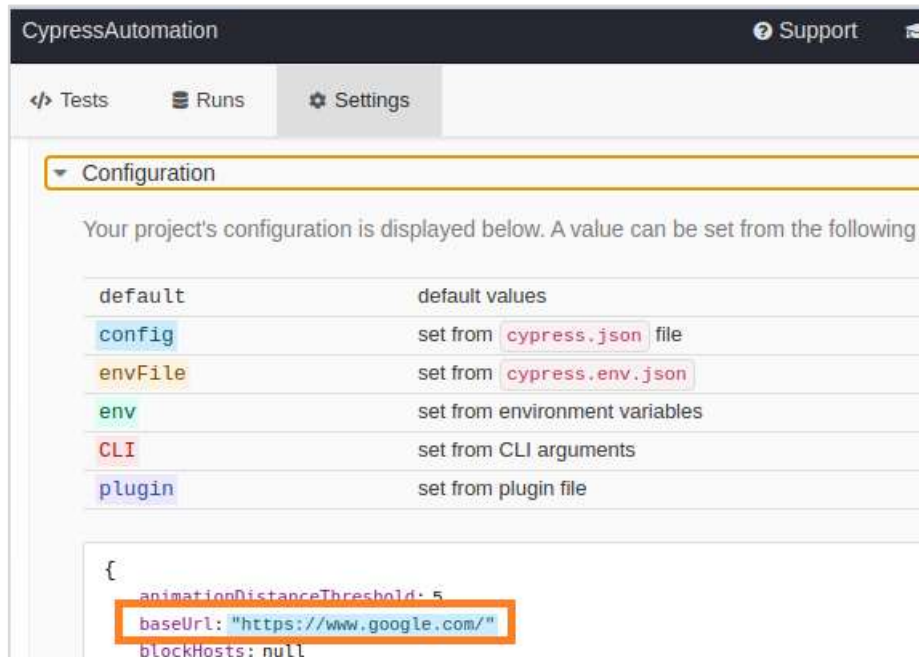 CypressAutomation Support
</> Tests Runs Settings
Configuration
Your project's configuration is displayed below. A value can be set from the following
default default values
config set from cypress.json file
envFile set from cypress.env.json
env set from environment variables
CLI set from CLI arguments
plugin set from plugin file
{
animationDistanceThreshold: 5
baseUrl: "https://www.google.com/"
blockHosts: null